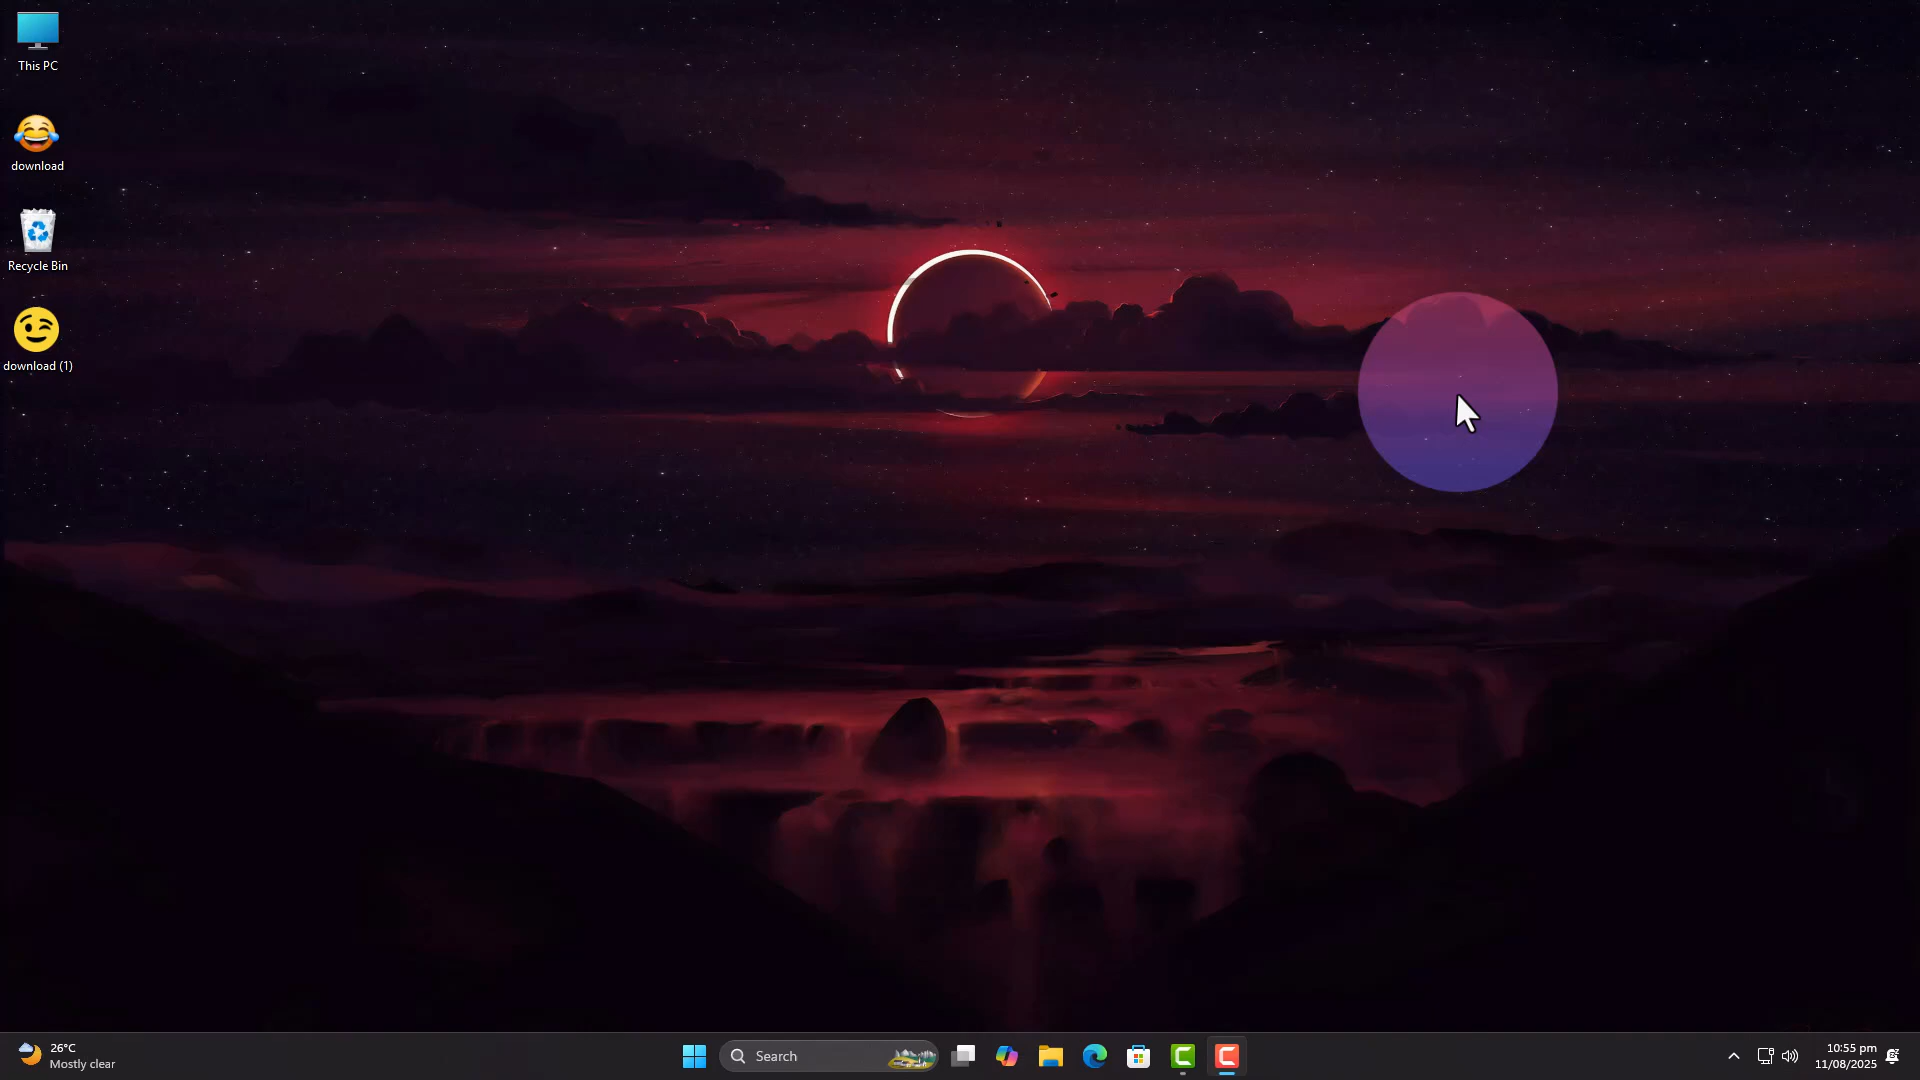 This PC
download
Recycle Bin
download (1)
26°C
Mostly clear
Search
10:55 pm
11/08/2025